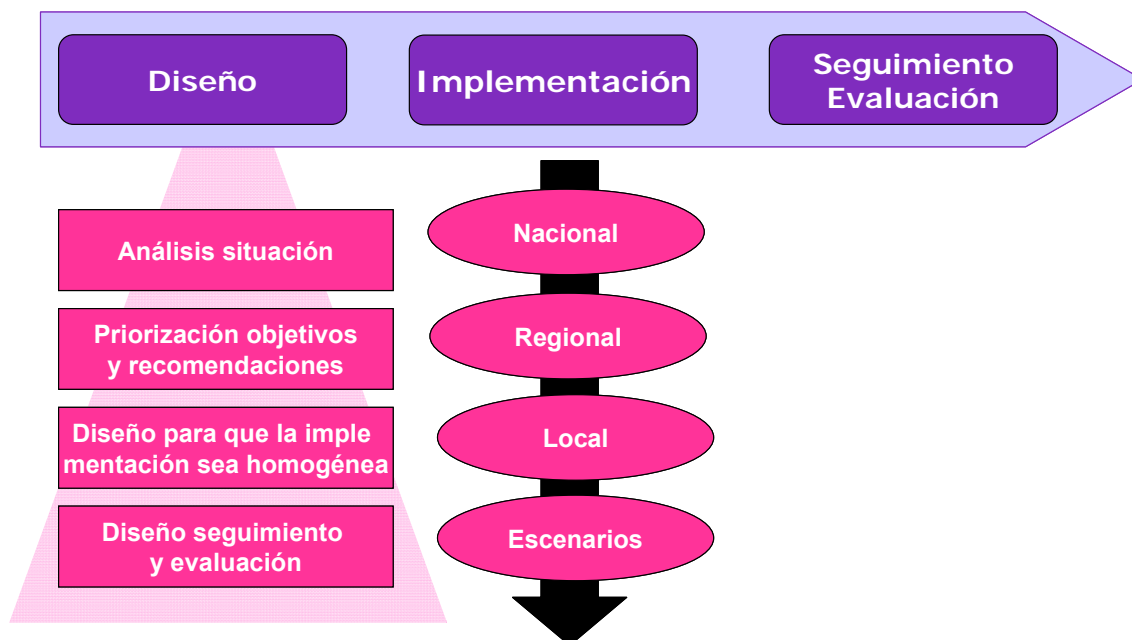 Diseño
Implementación
Seguimiento
Evaluación
Análisis situación
Priorización objetivos
y recomendaciones
Diseño para que la imple
mentación sea homogénea
Diseño seguimiento
y evaluación
Nacional
Regional
Local
Escenarios